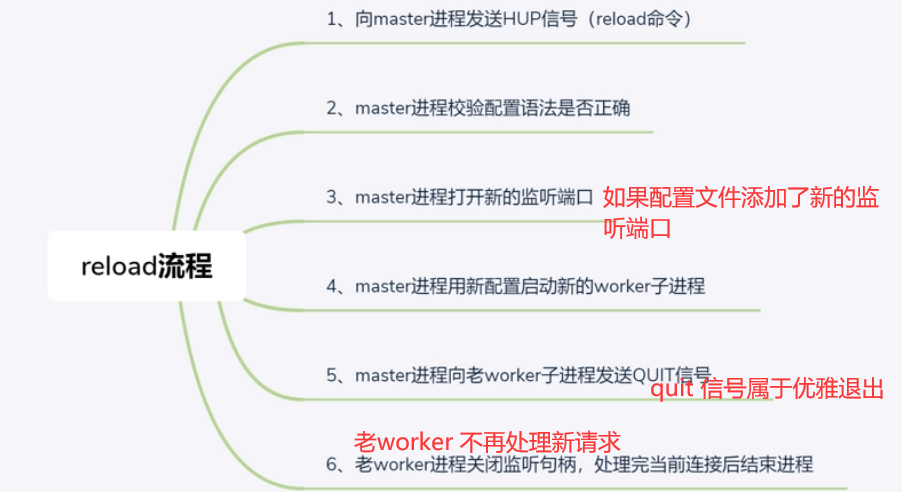 1、向master进程发送HUP信号（reload命令）
2、master进程校验配置语法是否正确
3、master进程打开新的监听端口
如果配置文件添加了新的监
听端口
reload流程
4、master进程用新配置启动新的worker子进程
5、master进程向老worker子进程发送QUIT信号
quit 信号属于优雅退出
老worker 不再处理新请求
6、老worker进程关闭监听句柄，处理完当前连接后结束进程